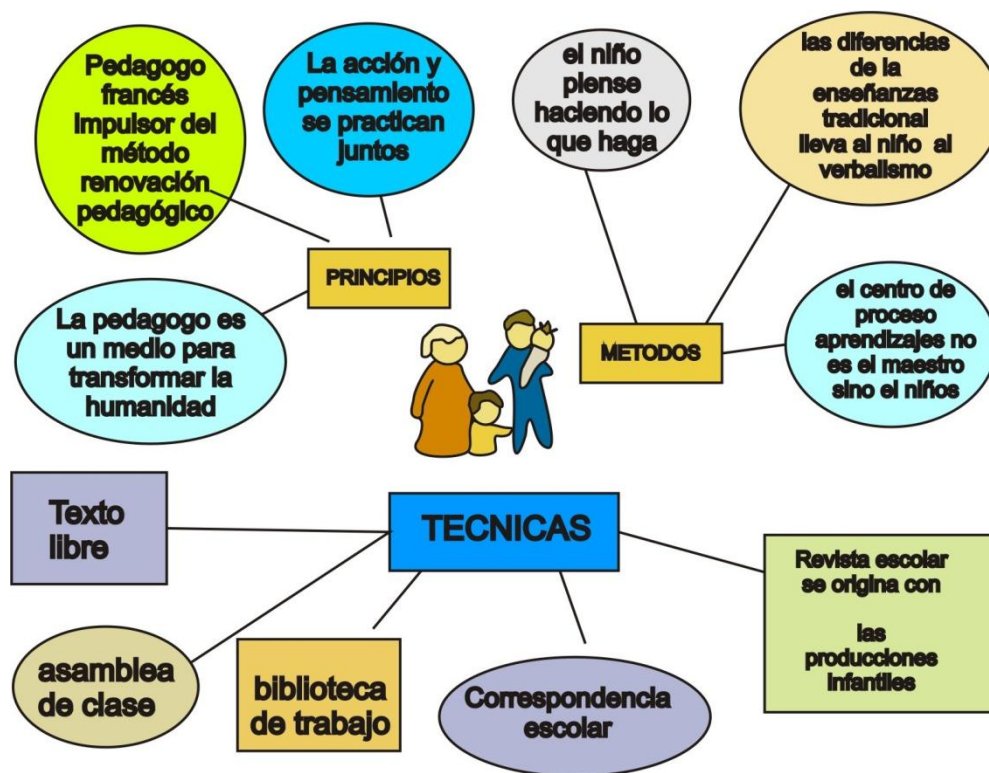 Pedagogo
francés
impulsor del
método
renovación
pedagógico
La acción y
pensamiento
se practican
juntos
el niño
piense
haciendo lo
que haga
las diferencias
de la
enseñanzas
tradicional
lleva al niño al
verbalismo
PRINCIPIOS
La pedagogo es
un medio para
transformar la
humanidad
METODOS
el centro de
proceso
aprendizajes no
es el maestro
sino el niños
Texto
libre
TECNICAS
Revista escolar
se origina con
las
producciones
infantiles
asamblea
de clase
biblioteca
de trabajo
Correspondencia
escolar